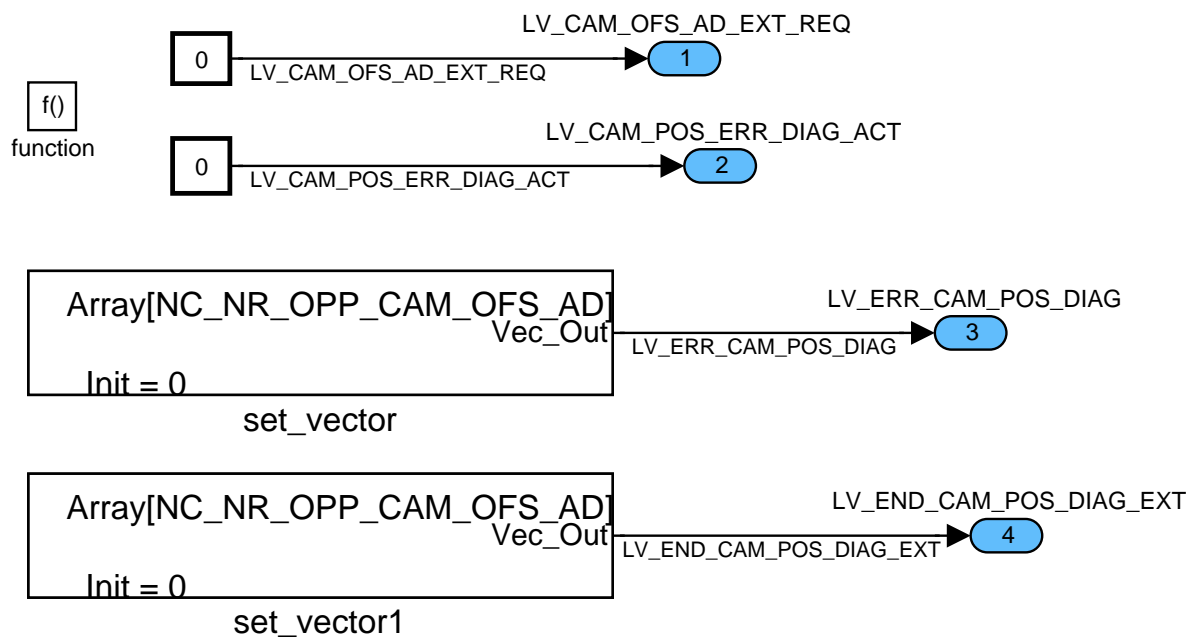 LV_CAM_OFS_AD_EXT_REQ
0
1
LV_CAM_OFS_AD_EXT_REQ
f()
function
LV_CAM_POS_ERR_DIAG_ACT
0
2
LV_CAM_POS_ERR_DIAG_ACT
Array[NC_NR_OPP_CAM_OFS_AD]
Vec_Out
Init = 0
set_vector
LV_ERR_CAM_POS_DIAG
3
LV_ERR_CAM_POS_DIAG
Array[NC_NR_OPP_CAM_OFS_AD]
Vec_Out
Init = 0
set_vector1
LV_END_CAM_POS_DIAG_EXT
4
LV_END_CAM_POS_DIAG_EXT